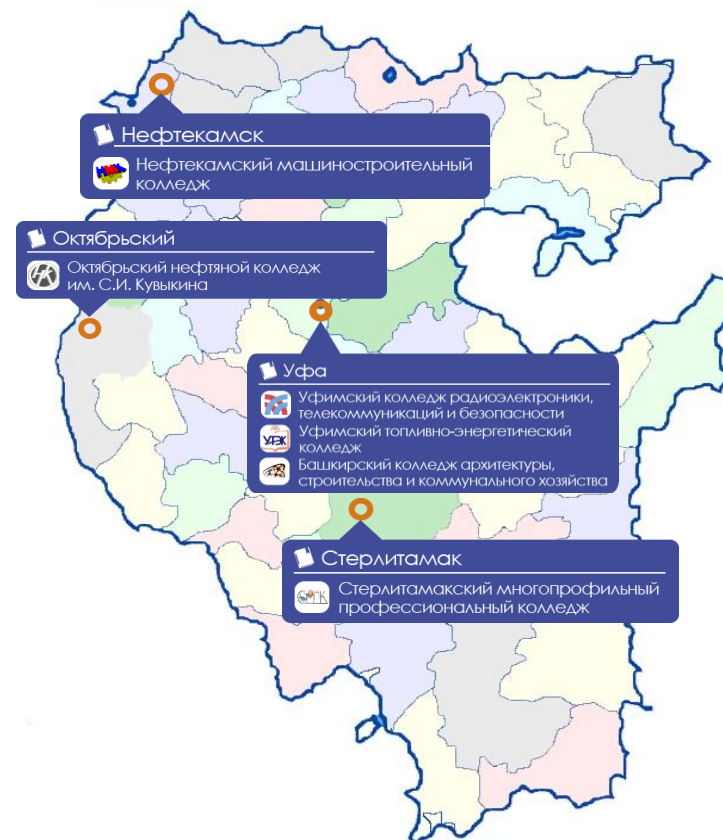 Нефтекамск
Нефтекамский машиностроительный
колледж
Октябрьский
Октябрьский нефтяной колледж
им. С.И. Кувыкина
Уфа
Уфимский колледж радиоэлектроники,
телекоммуникаций и безопасности
Уфимский топливно-энергетический
колледж
Башкирский колледж архитектуры,
строительства и коммунального хозяйства
Стерлитамак
Стерлитамакский многопрофильный
профессиональный колледж